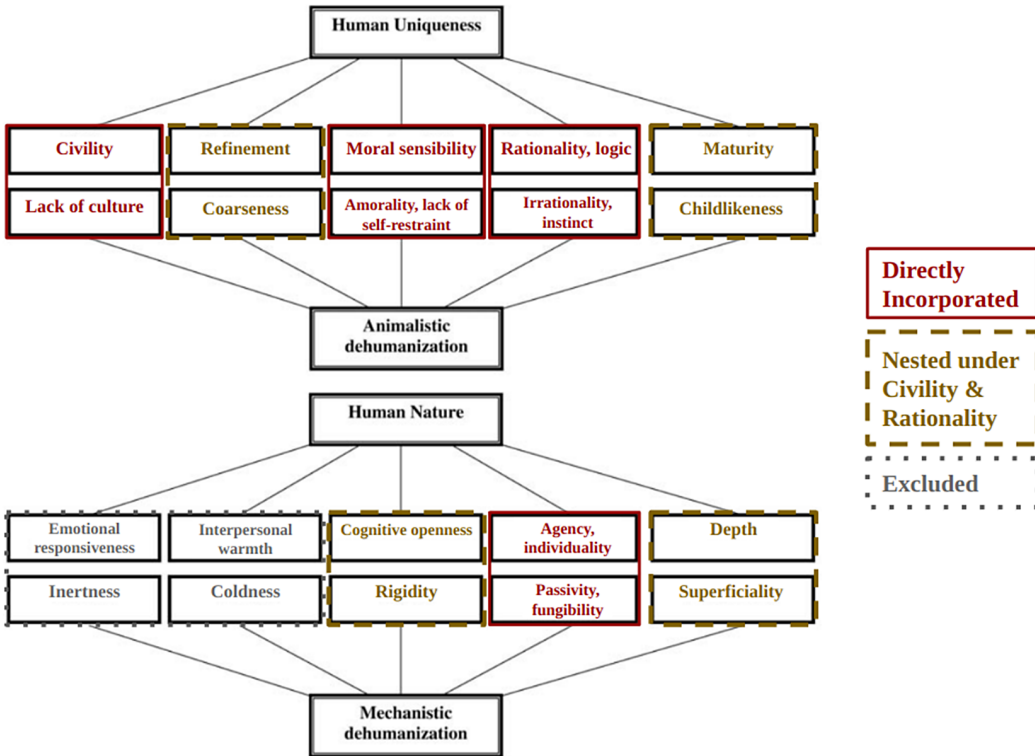 Human Uniqueness
Civility
Refinement
Moral sensibility
Rationality, logic
Maturity
Lack of culture
Coarseness
Amorality, lack of
self-restraint
Irrationality,
instinct
Childlikeness
Animalistic
dehumanization
Human Nature
Emotional
responsiveness
Interpersonal
warmth
Cognitive openness
Agency,
individuality
Depth
Inertness
Coldness
Rigidity
Passivity,
fungibility
Superficiality
Mechanistic
dehumanization
Directly
Incorporated
Nested under
Civility &
Rationality
Excluded